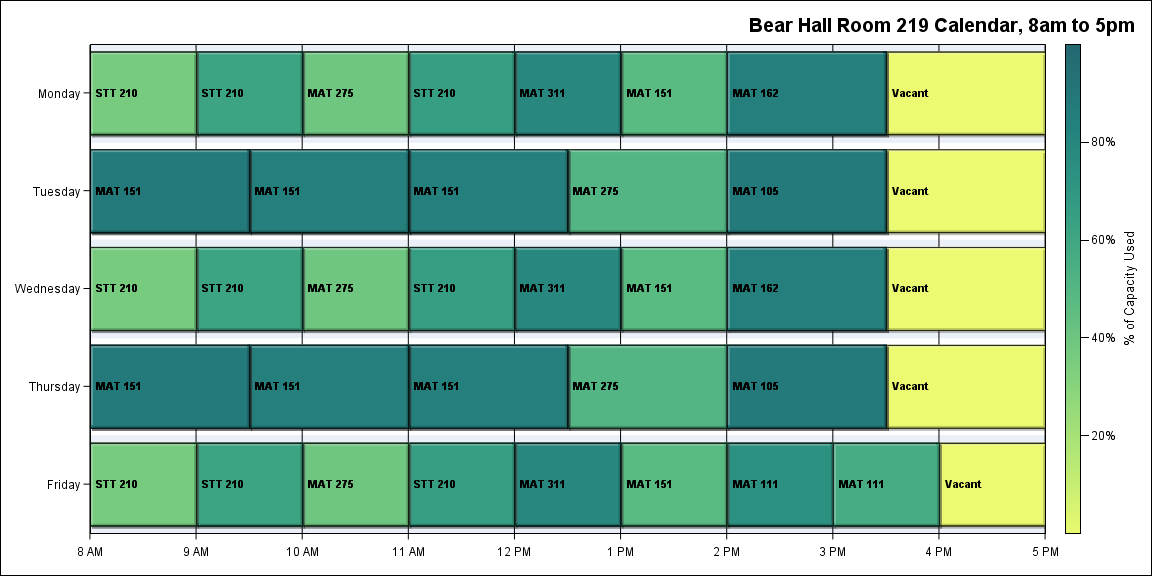 Bear Hall Room 219 Calendar, 8am to 5pm
Monday
STT 210
STT 210
MAT 275
STT 210
MAT 311
MAT 151
MAT 162
Vacant
Tuesday
MAT 151
MAT 151
MAT 151
MAT 275
MAT 105
Vacant
Wednesday
STT 210
STT 210
MAT 275
STT 210
MAT 311
MAT 151
MAT 162
Vacant
Thursday
MAT 151
MAT 151
MAT 151
MAT 275
MAT 105
Vacant
Friday
STT 210
STT 210
MAT 275
STT 210
MAT 311
MAT 151
MAT 111
MAT 111
Vacant
8 AM
9 AM
10 AM
11 AM
12 PM
1 PM
2 PM
3 PM
4 PM
5 PM
80%
60%
40%
20%
% of Capacity Used